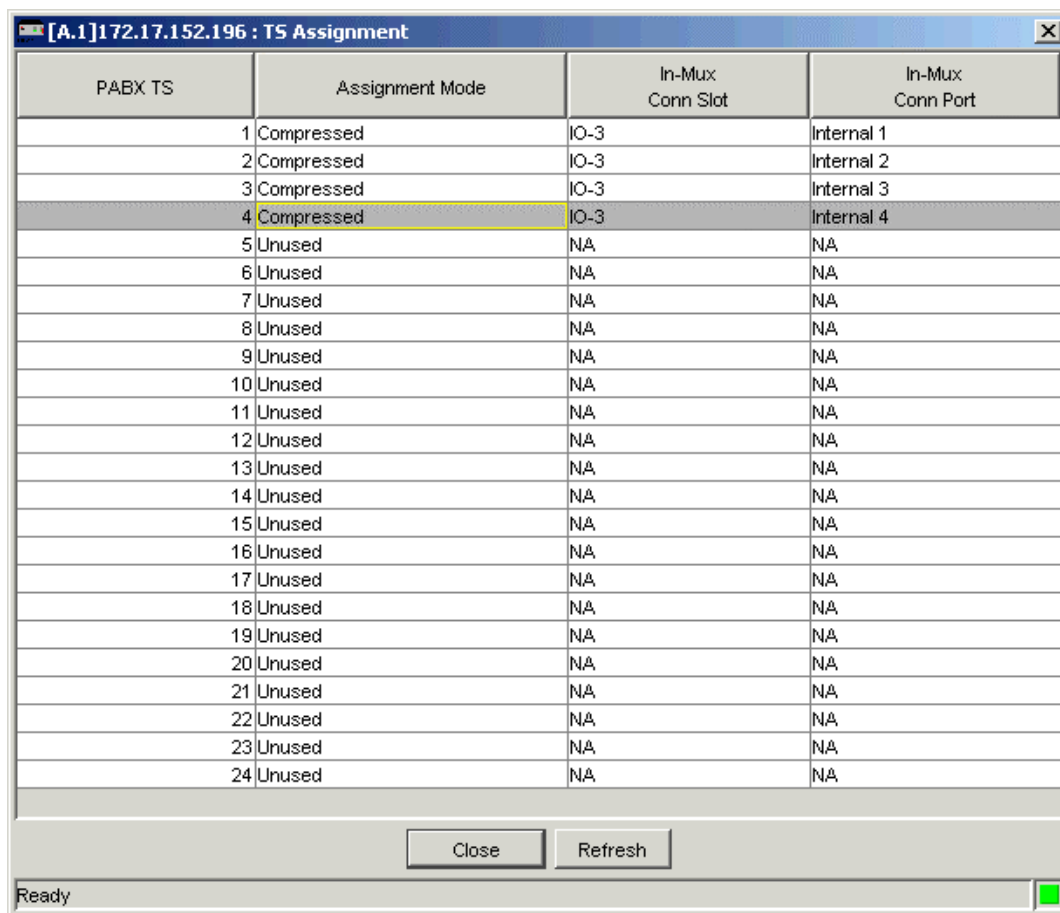 [A.1]172.17.152.196 : TS Assignment
PABX TS Assignment Mode In-Mux Conn Slot In-Mux Conn Port
1 Compressed IO-3 Internal 1
2 Compressed IO-3 Internal 2
3 Compressed IO-3 Internal 3
4 Compressed IO-3 Internal 4
5 Unused NA NA
6 Unused NA NA
7 Unused NA NA
8 Unused NA NA
9 Unused NA NA
10 Unused NA NA
11 Unused NA NA
12 Unused NA NA
13 Unused NA NA
14 Unused NA NA
15 Unused NA NA
16 Unused NA NA
17 Unused NA NA
18 Unused NA NA
19 Unused NA NA
20 Unused NA NA
21 Unused NA NA
22 Unused NA NA
23 Unused NA NA
24 Unused NA NA
Close Refresh
Ready